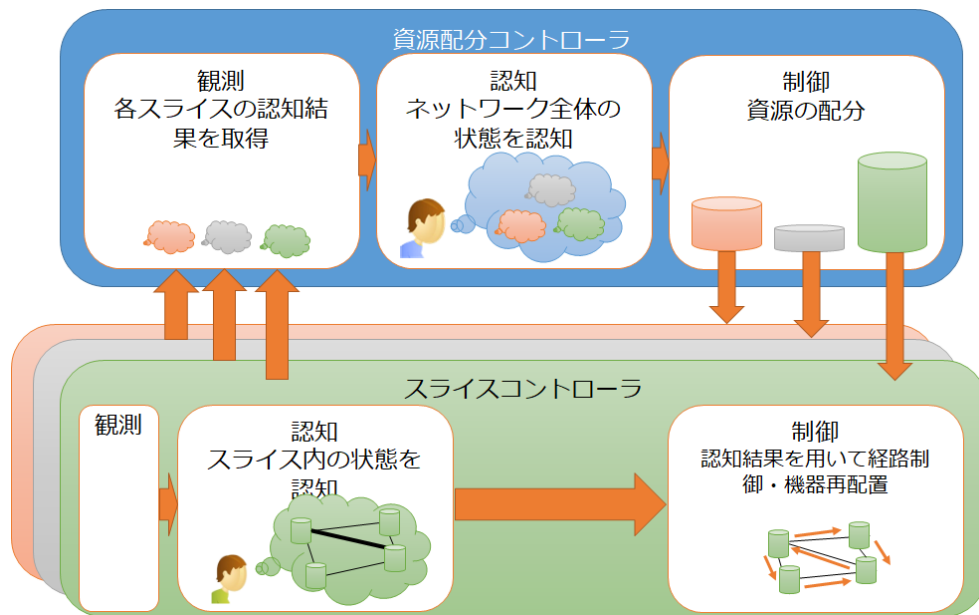 資源配分コントローラ
観測
各スライスの認知結
果を取得
認知
ネットワーク全体の
状態を認知
制御
資源の配分
スライスコントローラ
観測
認知
スライス内の状態を
認知
制御
認知結果を用いて経路制
御・機器再配置